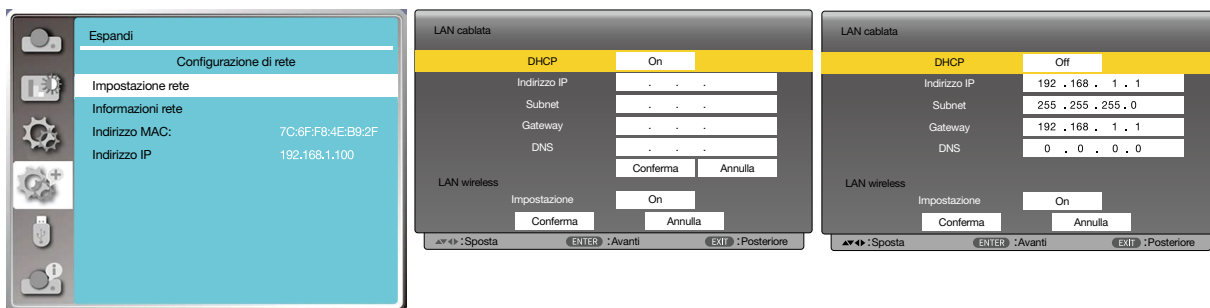 Espandi
Configurazione di rete
Impostazione rete
Informazioni rete
Indirizzo MAC: 7C:6F:F8:4E:B9:2F
Indirizzo IP 192.168.1.100
LAN cablata
DHCP On
Indirizzo IP . . .
Subnet . . .
Gateway . . .
DNS . . .
Conferma Annulla
LAN wireless
Impostazione On
Conferma Annulla
:Sposta ENTER :Avanti EXIT :Posteriore
LAN cablata
DHCP Off
Indirizzo IP 192 . 168 . 1 . 1
Subnet 255 . 255 . 255 . 0
Gateway 192 . 168 . 1 . 1
DNS 0 . 0 . 0 . 0
LAN wireless
Impostazione On
Conferma Annulla
:Sposta ENTER :Avanti EXIT :Posteriore